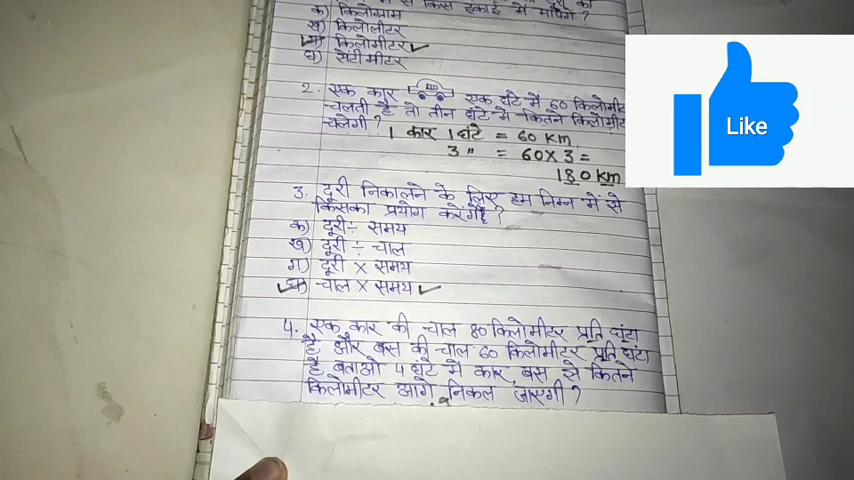 से किस इकाई में मापेंगे?
क) किलोग्राम
ख) किलोलीटर
ग) किलोमीटर
घ) सेंटीमीटर
2. एक कार एक घंटे में 60 किलोमीट
चलती है तो तीन घंटे में कितने किलोमीटर
चलेगी?
1 कार 1 घंटे = 60 km
3 " = 60 X 3 =
180 km
3. दूरी निकालने के लिए हम निम्न में से
किसका प्रयोग करेंगे?
क) दूरी ÷ समय
ख) दूरी ÷ चाल
ग) दूरी X समय
घ) चाल X समय
4. एक कार की चाल 80 किलोमीटर प्रति घंटा
है और बस की चाल 60 किलोमीटर प्रति घंटा
है बताओ 4 घंटे में कार बस से कितने
किलोमीटर आगे निकल जाएगी?
Like